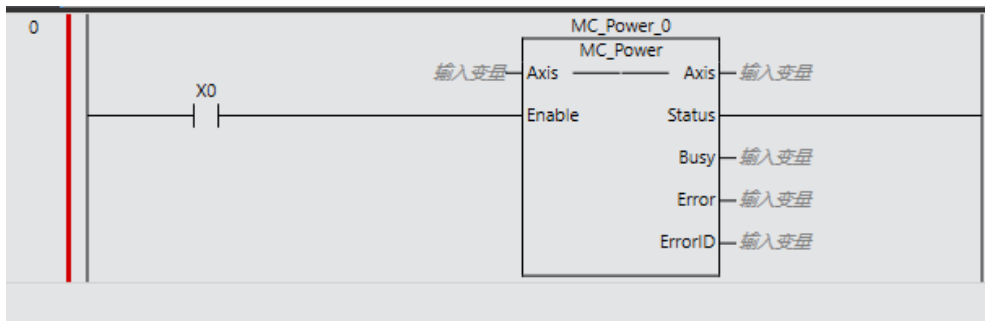 0
MC_Power_0
MC_Power
输入变量 Axis Axis 输入变量
X0
Enable Status
Busy 输入变量
Error 输入变量
ErrorID 输入变量